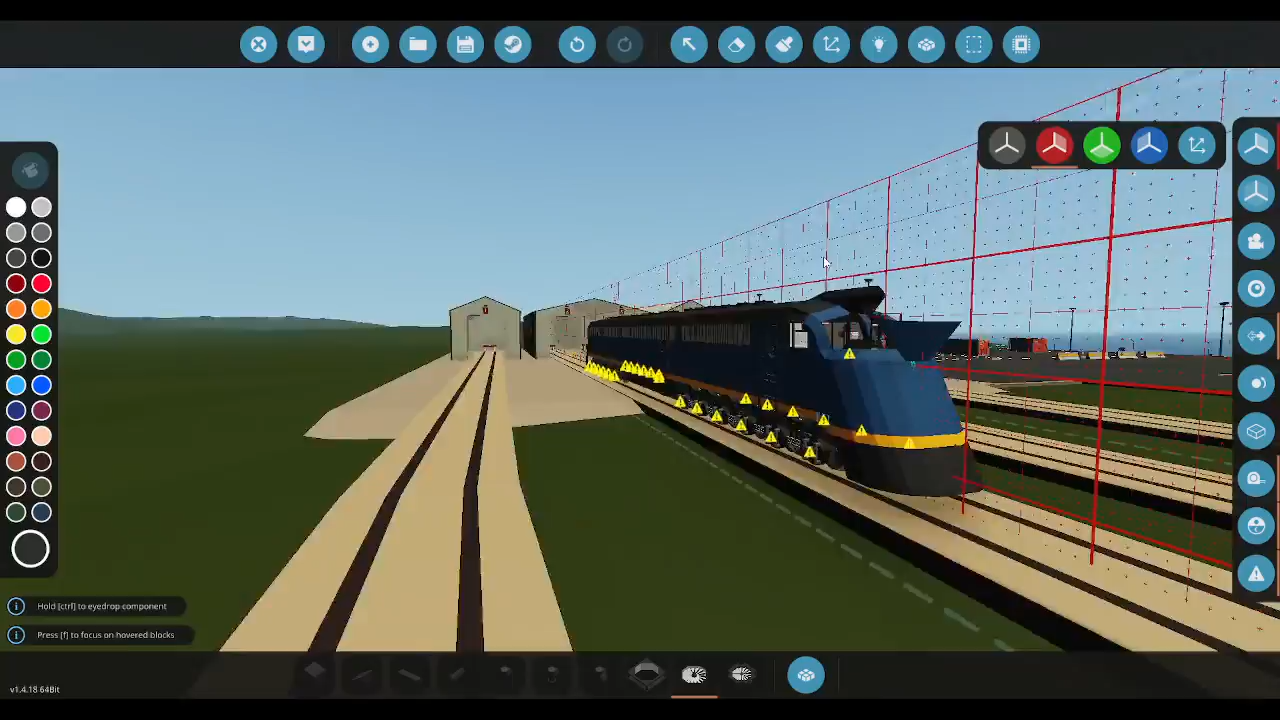 Hold [ctrl] to eyedrop component
Press [f] to focus on hovered blocks
v1.4.18 64Bit